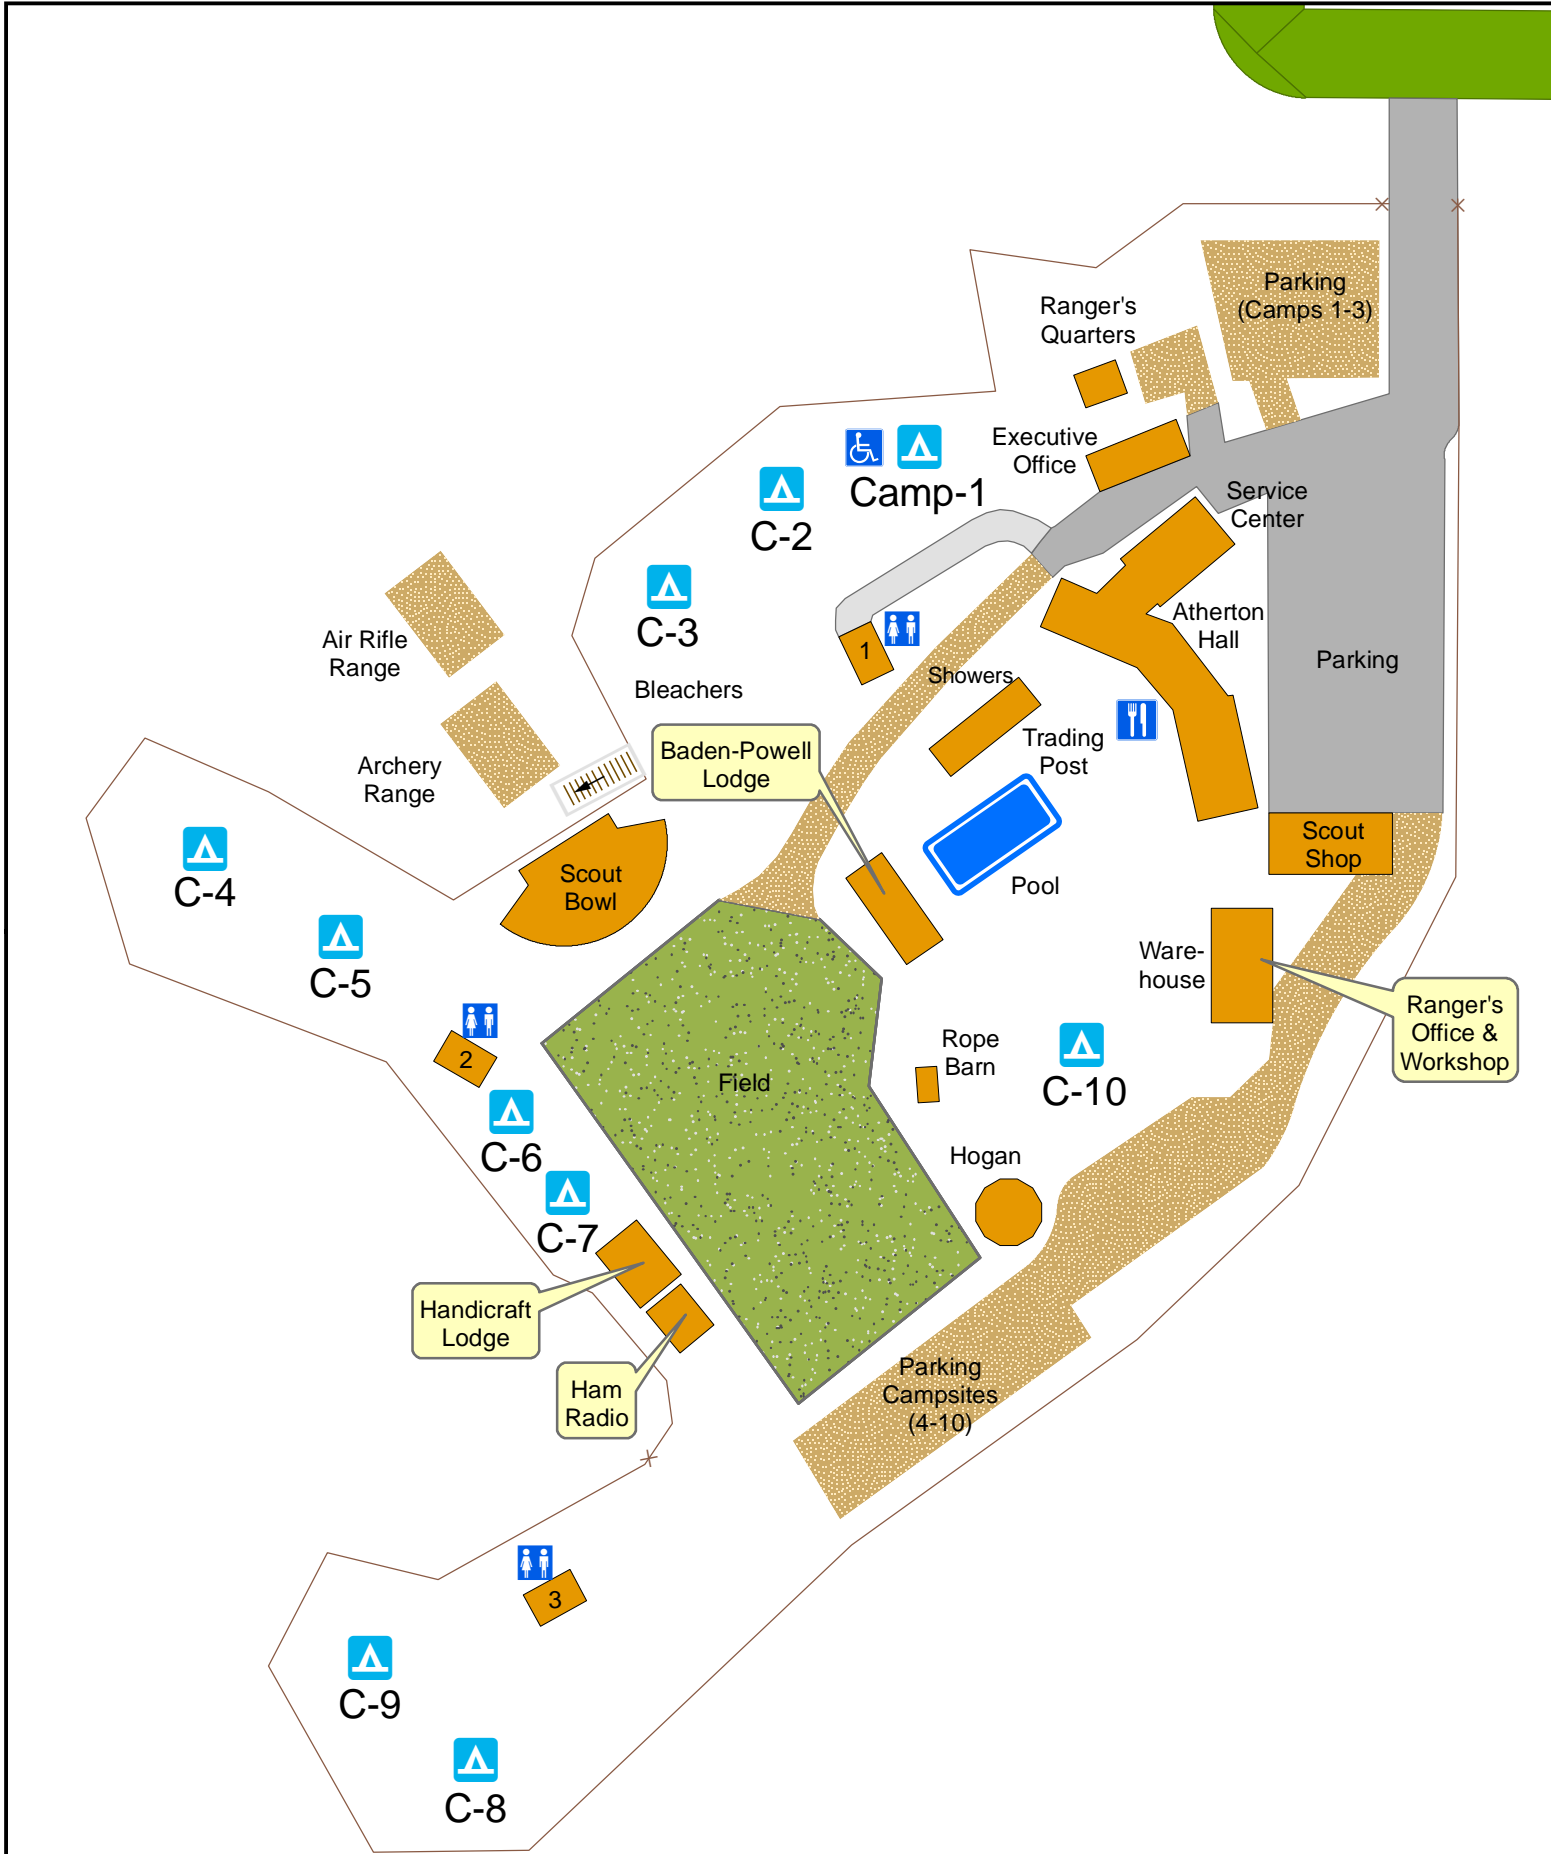 Parking
(Camps 1-3)
Ranger's
Quarters
Executive
Office
Camp-1
Service
Center
C-2
C-3
Air Rifle
Range
1
Atherton
Hall
Parking
Showers
Bleachers
Baden-Powell
Lodge
Trading
Post
Archery
Range
Scout
Shop
C-4
Scout
Bowl
Pool
C-5
Ware-
house
Ranger's
Office &
Workshop
2
Rope
Barn
Field
C-10
C-6
Hogan
C-7
Handicraft
Lodge
Ham
Radio
Parking
Campsites
(4-10)
3
C-9
C-8